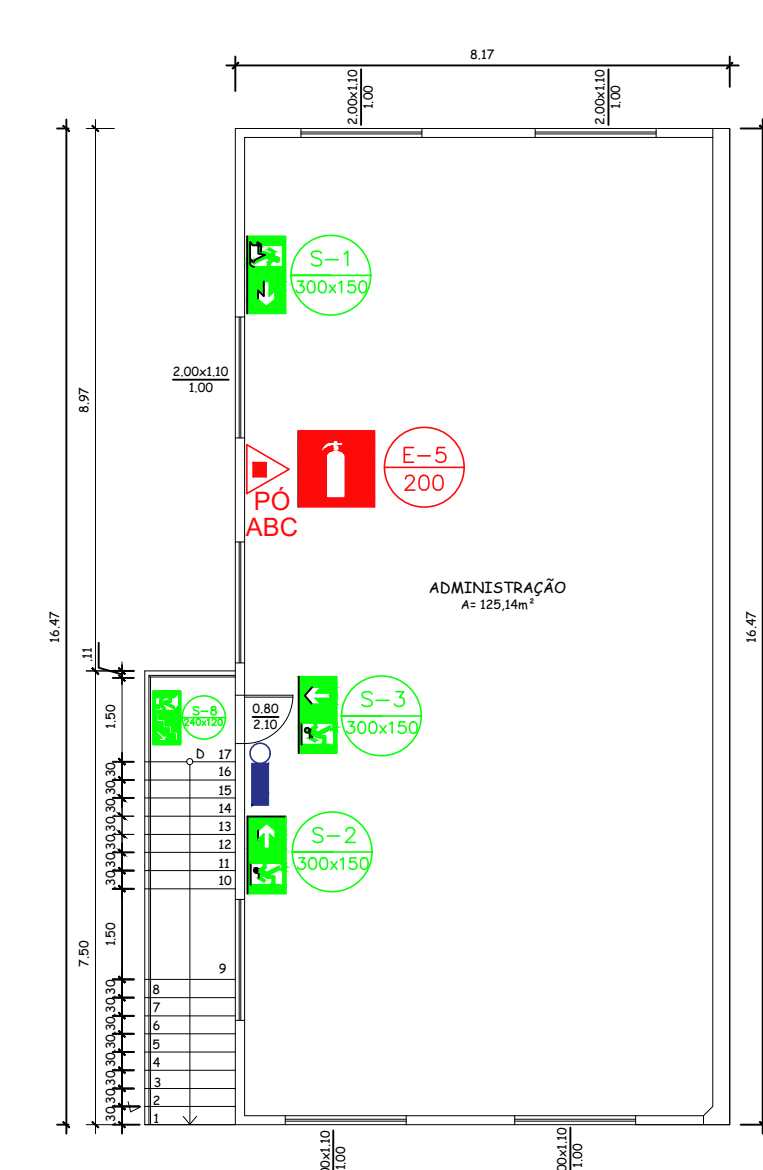 8.17
2,00x1,10
1,00
2,00x1,10
1,00
S-1
300x150
2,00x1,10
1,00
8.97
E-5
200
PÓ
ABC
ADMINISTRAÇÃO
A= 125,14m²
16.47
16.47
.11
S-8
240x120
0.80
2.10
S-3
300x150
1.50
D
17
16
15
14
13
12
11
10
.30
.30
.30
.30
.30
.30
.30
S-2
300x150
1.50
7.50
9
8
7
6
5
4
3
2
1
.30
.30
.30
.30
.30
.30
.30
.30
1,00
1,00